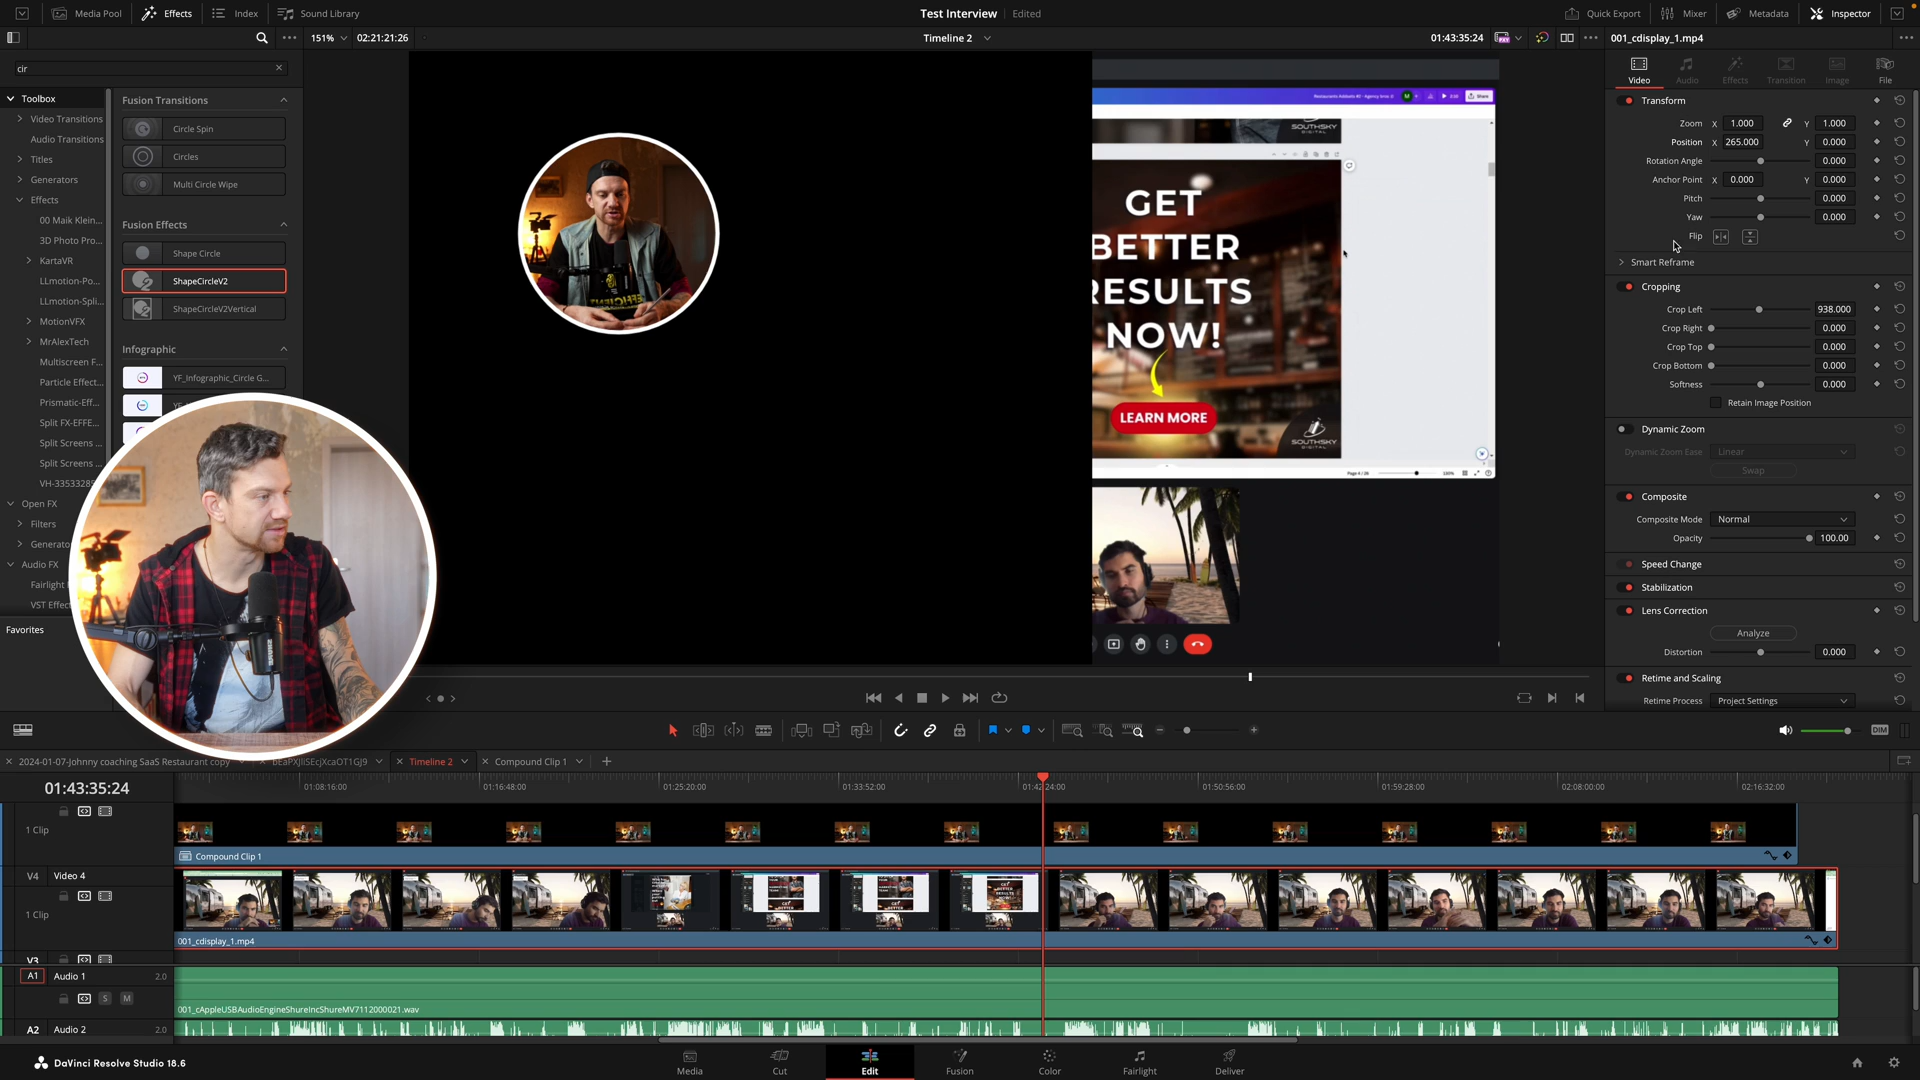 Media Pool Effects Index Sound Library Test Interview Edited Quick Export Mixer Metadata Inspector
151% 02:21:21:26 Timeline 2 01:43:35:24 001_cdisplay_1.mp4
cir
Video Audio Effects Transition Image File
Toolbox
Video Transitions
Audio Transitions
Titles
Generators
Effects
00 Maik Klein...
3D Photo Pro...
KartaVR
LLmotion-Po...
LLmotion-Spli...
MotionVFX
MrAlexTech
Multiscreen F...
Particle Effect...
Prismatic-Eff...
Split FX-EFFE...
Split Screens ...
Split Screens ...
VH-33533285
Open FX
Filters
Generato
Audio FX
Fairlight
VST Effec
Favorites
Fusion Transitions
Circle Spin
Circles
Multi Circle Wipe
Fusion Effects
Shape Circle
ShapeCircleV2
ShapeCircleV2Vertical
Infographic
YF_Infographic_Circle G...
EFFICIENT
SHURE
Share
SOUTHSKY
DIGITAL
GET
BETTER
RESULTS
NOW!
LEARN MORE
SOUTHSKY
DIGITAL
Transform
Zoom X 1.000 Y 1.000
Position X 265.000 Y 0.000
Rotation Angle 0.000
Anchor Point X 0.000 Y 0.000
Pitch 0.000
Yaw 0.000
Flip
Smart Reframe
Cropping
Crop Left 938.000
Crop Right 0.000
Crop Top 0.000
Crop Bottom 0.000
Softness 0.000
Retain Image Position
Dynamic Zoom
Dynamic Zoom Ease Linear
Swap
Composite
Composite Mode Normal
Opacity 100.00
Speed Change
Stabilization
Lens Correction
Analyze
Distortion 0.000
Retime and Scaling
Retime Process Project Settings
DIM
2024-01-07-Johnny coaching SaaS Restaurant copy Timeline 2 Compound Clip 1
01:43:35:24 01:08:16:00 01:16:48:00 01:25:20:00 01:33:52:00 01:42:24:00 01:50:56:00 01:59:28:00 02:08:00:00 02:16:32:00
1 Clip
Compound Clip 1
V4 Video 4
1 Clip
001_cdisplay_1.mp4
V3
A1 Audio 1 2.0
S M
001_cAppleUSBAudioEngineShureIncShureMV7112000021.wav
A2 Audio 2 2.0
DaVinci Resolve Studio 18.6 Media Cut Edit Fusion Color Fairlight Deliver